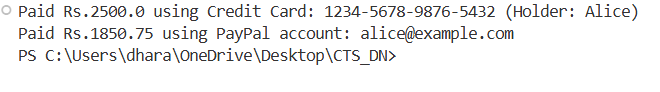 Paid Rs.2500.0 using Credit Card: 1234-5678-9876-5432 (Holder: Alice)
Paid Rs.1850.75 using PayPal account: alice@example.com
PS C:\Users\dhara\OneDrive\Desktop\CTS_DN>